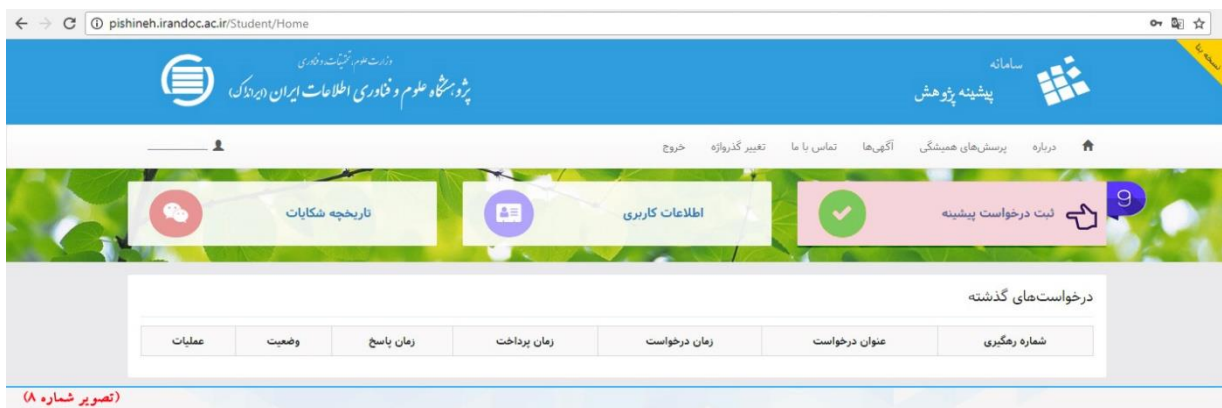 pishineh.irandoc.ac.ir/Student/Home
نسخه بتا
سامانه
پیشینه پژوهش
وزارت علوم، تحقیقات، و فناوری
پژوهشگاه علوم و فناوری اطلاعات ایران (ایرانداک)
درباره
پرسش‌های همیشگی
آگهی‌ها
تماس با ما
تغییر گذرواژه
خروج
9
ثبت درخواست پیشینه
اطلاعات کاربری
تاریخچه شکایات
درخواست‌های گذشته
شماره رهگیری
عنوان درخواست
زمان درخواست
زمان پرداخت
زمان پاسخ
وضعیت
عملیات
(تصویر شماره ۸)